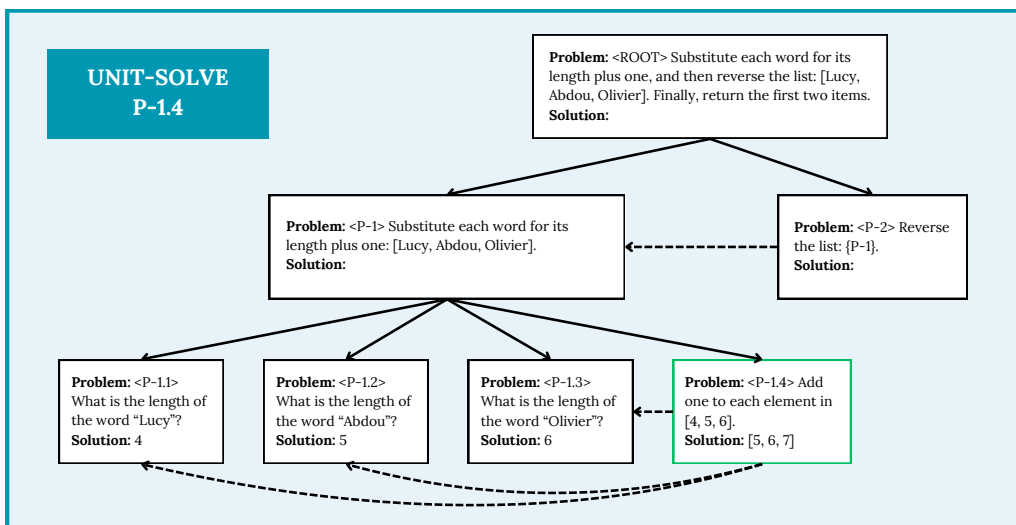 UNIT-SOLVE
P-1.4
Problem: <ROOT> Substitute each word for its
length plus one, and then reverse the list: [Lucy,
Abdou, Olivier]. Finally, return the first two items.
Solution:
Problem: <P-1> Substitute each word for its
length plus one: [Lucy, Abdou, Olivier].
Solution:
Problem: <P-2> Reverse
the list: {P-1}.
Solution:
Problem: <P-1.1>
What is the length of
the word “Lucy”?
Solution: 4
Problem: <P-1.2>
What is the length of
the word “Abdou”?
Solution: 5
Problem: <P-1.3>
What is the length of
the word “Olivier”?
Solution: 6
Problem: <P-1.4> Add
one to each element in
[4, 5, 6].
Solution: [5, 6, 7]